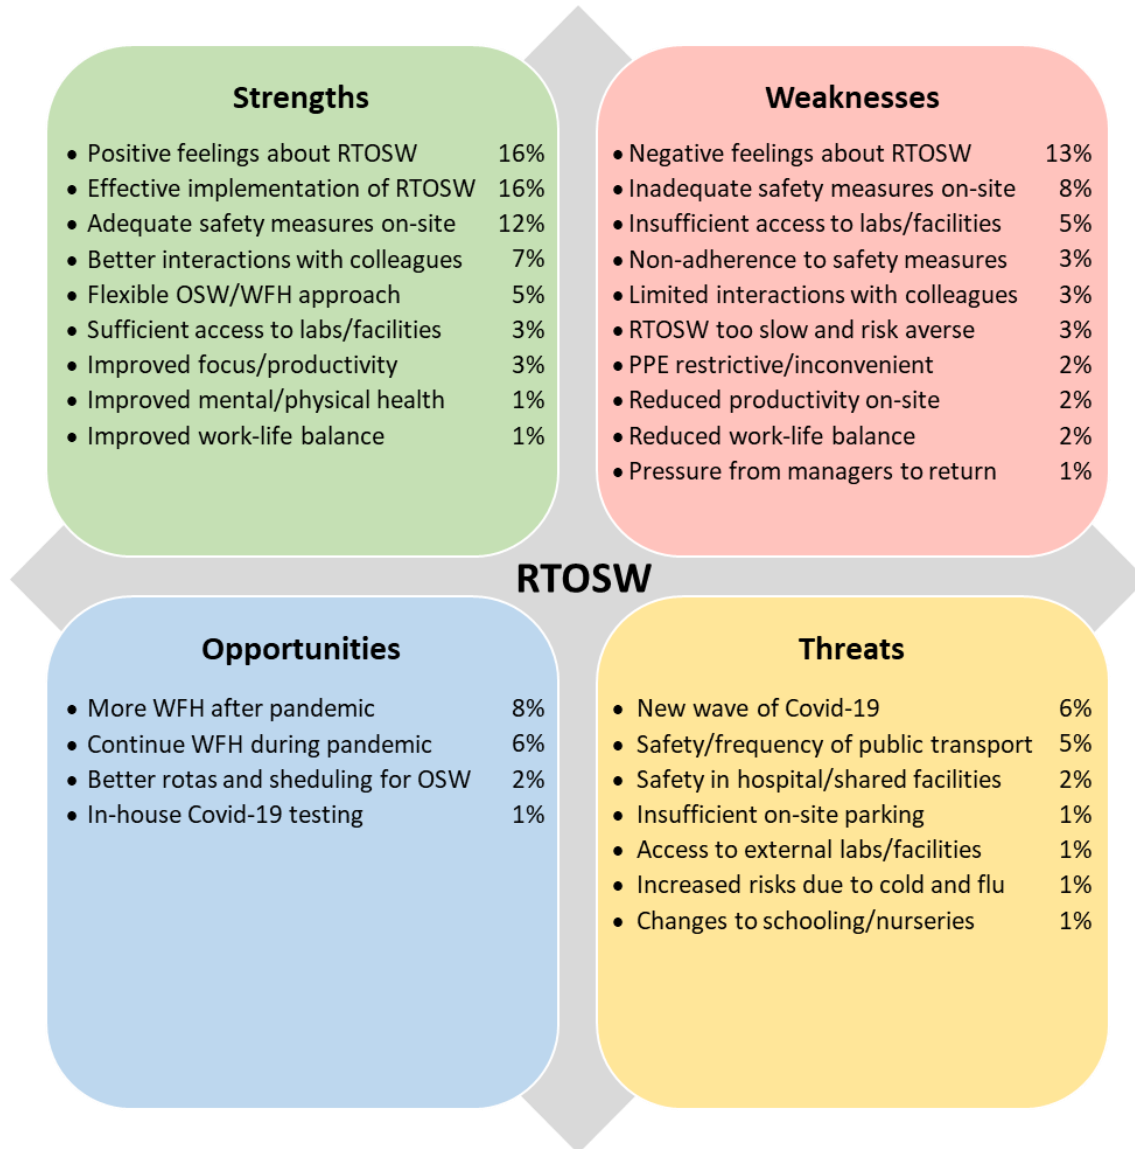 Strengths
• Positive feelings about RTOSW 16%
• Effective implementation of RTOSW 16%
• Adequate safety measures on-site 12%
• Better interactions with colleagues 7%
• Flexible OSW/WFH approach 5%
• Sufficient access to labs/facilities 3%
• Improved focus/productivity 3%
• Improved mental/physical health 1%
• Improved work-life balance 1%
Weaknesses
• Negative feelings about RTOSW 13%
• Inadequate safety measures on-site 8%
• Insufficient access to labs/facilities 5%
• Non-adherence to safety measures 3%
• Limited interactions with colleagues 3%
• RTOSW too slow and risk averse 3%
• PPE restrictive/inconvenient 2%
• Reduced productivity on-site 2%
• Reduced work-life balance 2%
• Pressure from managers to return 1%
RTOSW
Opportunities
• More WFH after pandemic 8%
• Continue WFH during pandemic 6%
• Better rotas and sheduling for OSW 2%
• In-house Covid-19 testing 1%
Threats
• New wave of Covid-19 6%
• Safety/frequency of public transport 5%
• Safety in hospital/shared facilities 2%
• Insufficient on-site parking 1%
• Access to external labs/facilities 1%
• Increased risks due to cold and flu 1%
• Changes to schooling/nurseries 1%